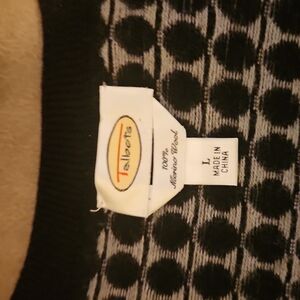 Talbots
100%
Merino Wool
L
MADE IN
CHINA